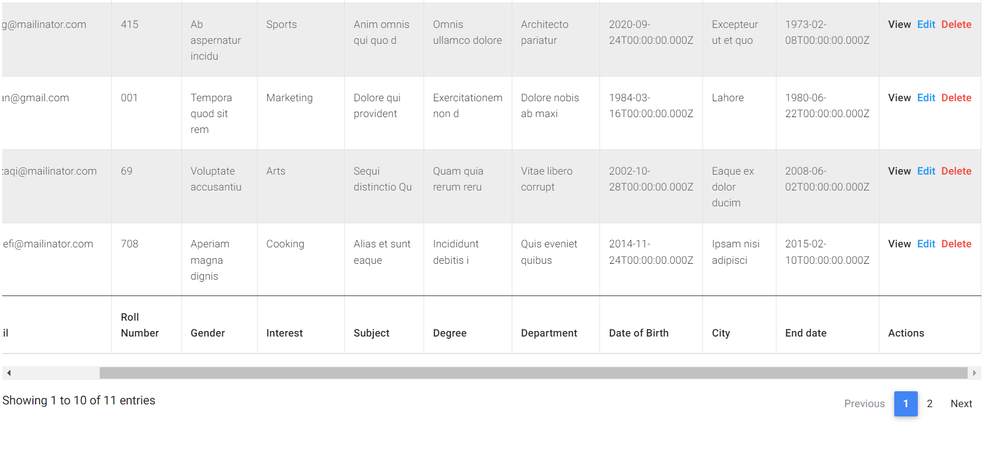 g@mailinator.com 415 Ab Sports Anim omnis Omnis Architecto 2020-09- Excepteur 1973-02- View Edit Delete
aspernatur qui quo d ullamco dolore pariatur 24T00:00:00.000Z ut et quo 08T00:00:00.000Z
incidu
an@gmail.com 001 Tempora Marketing Dolore qui Exercitationem Dolore nobis 1984-03- Lahore 1980-06- View Edit Delete
quod sit provident non d ab maxi 16T00:00:00.000Z 22T00:00:00.000Z
rem
zaqi@mailinator.com 69 Voluptate Arts Sequi Quam quia Vitae libero 2002-10- Eaque ex 2008-06- View Edit Delete
accusantiu distinctio Qu rerum reru corrupt 28T00:00:00.000Z dolor 02T00:00:00.000Z
ducim
efi@mailinator.com 708 Aperiam Cooking Alias et sunt Incididunt Quis eveniet 2014-11- Ipsam nisi 2015-02- View Edit Delete
magna eaque debitis i quibus 24T00:00:00.000Z adipisci 10T00:00:00.000Z
dignis
Roll
il Number Gender Interest Subject Degree Department Date of Birth City End date Actions
Showing 1 to 10 of 11 entries Previous 1 2 Next